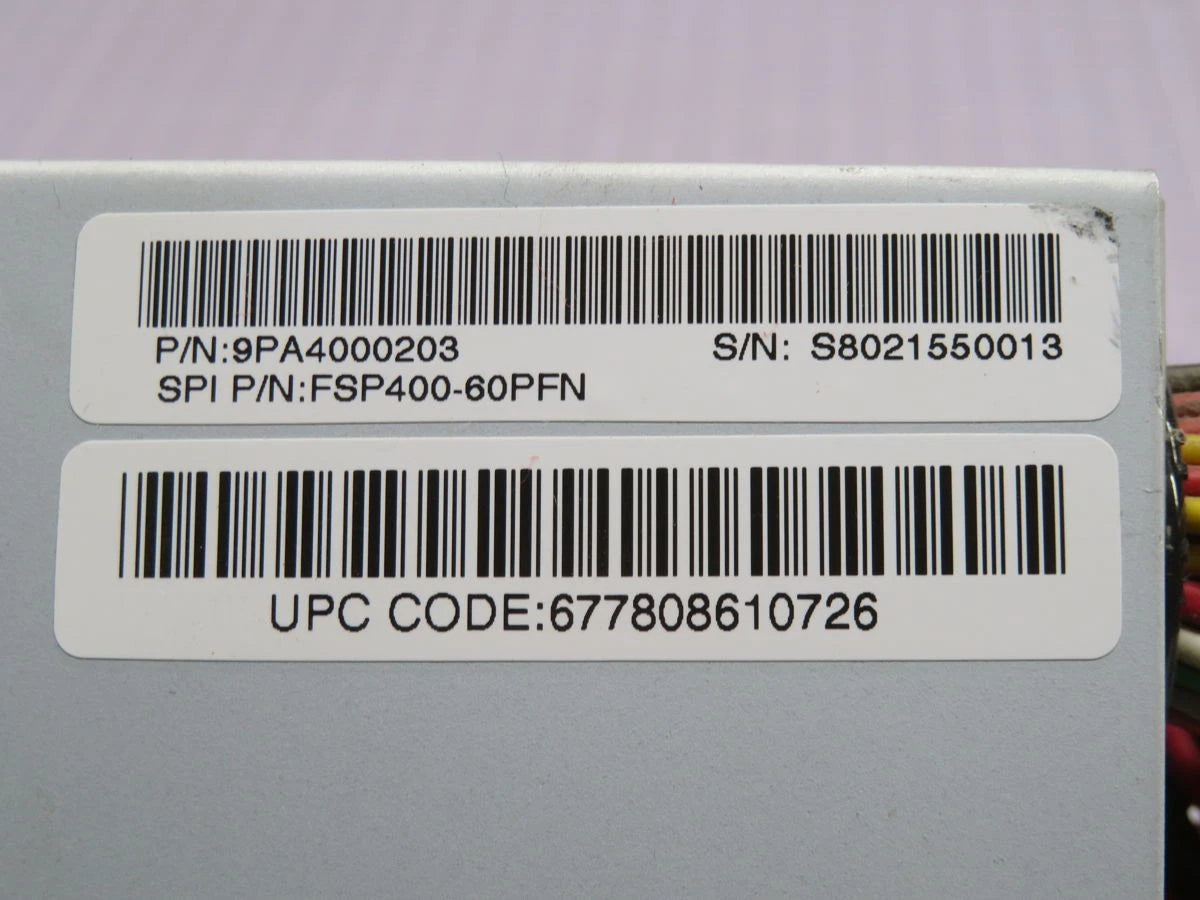 P/N:9PA4000203 S/N: S8021550013
SPI P/N:FSP400-60PFN
UPC CODE:677808610726